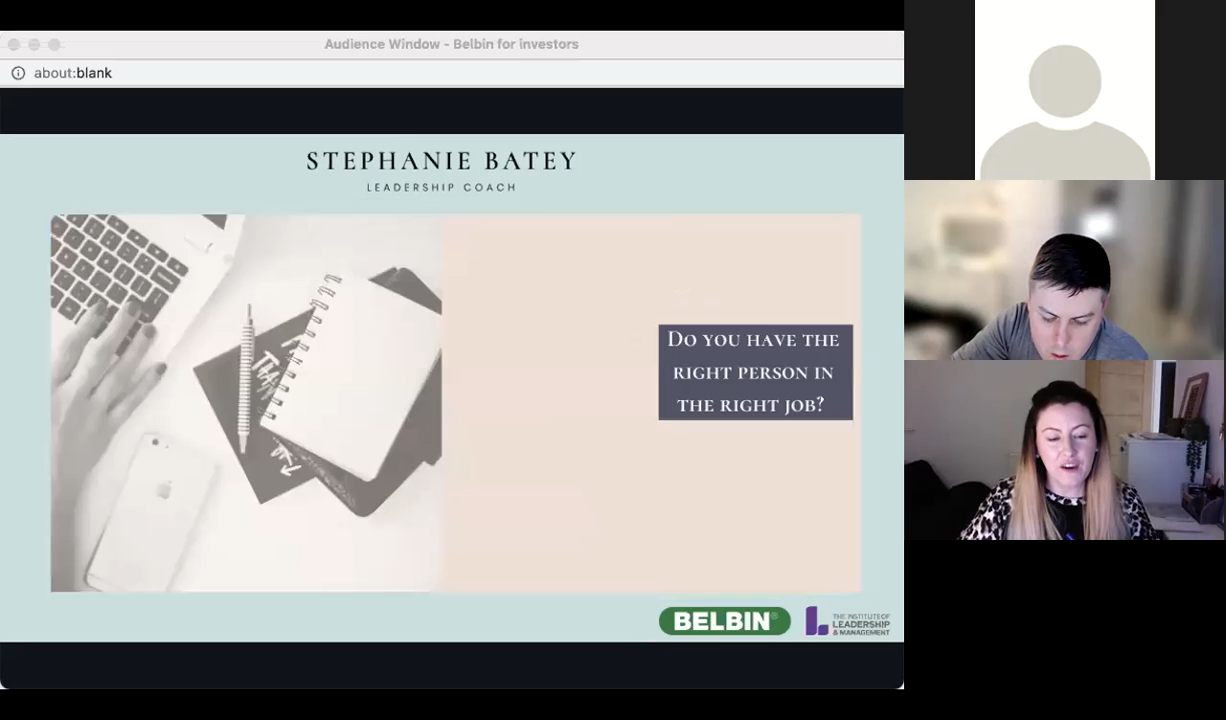 Audience Window - Belbin for investors
about:blank
STEPHANIE BATEY
LEADERSHIP COACH
DO YOU HAVE THE
RIGHT PERSON IN
THE RIGHT JOB?
BELBIN®
THE INSTITUTE OF
LEADERSHIP
& MANAGEMENT